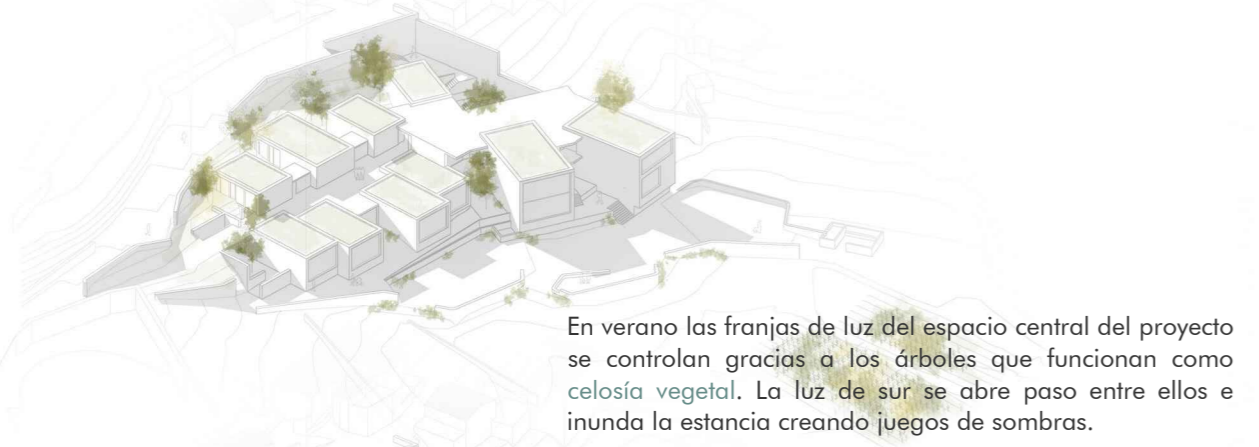 En verano las franjas de luz del espacio central del proyecto
se controlan gracias a los árboles que funcionan como
celosía vegetal. La luz de sur se abre paso entre ellos e
inunda la estancia creando juegos de sombras.